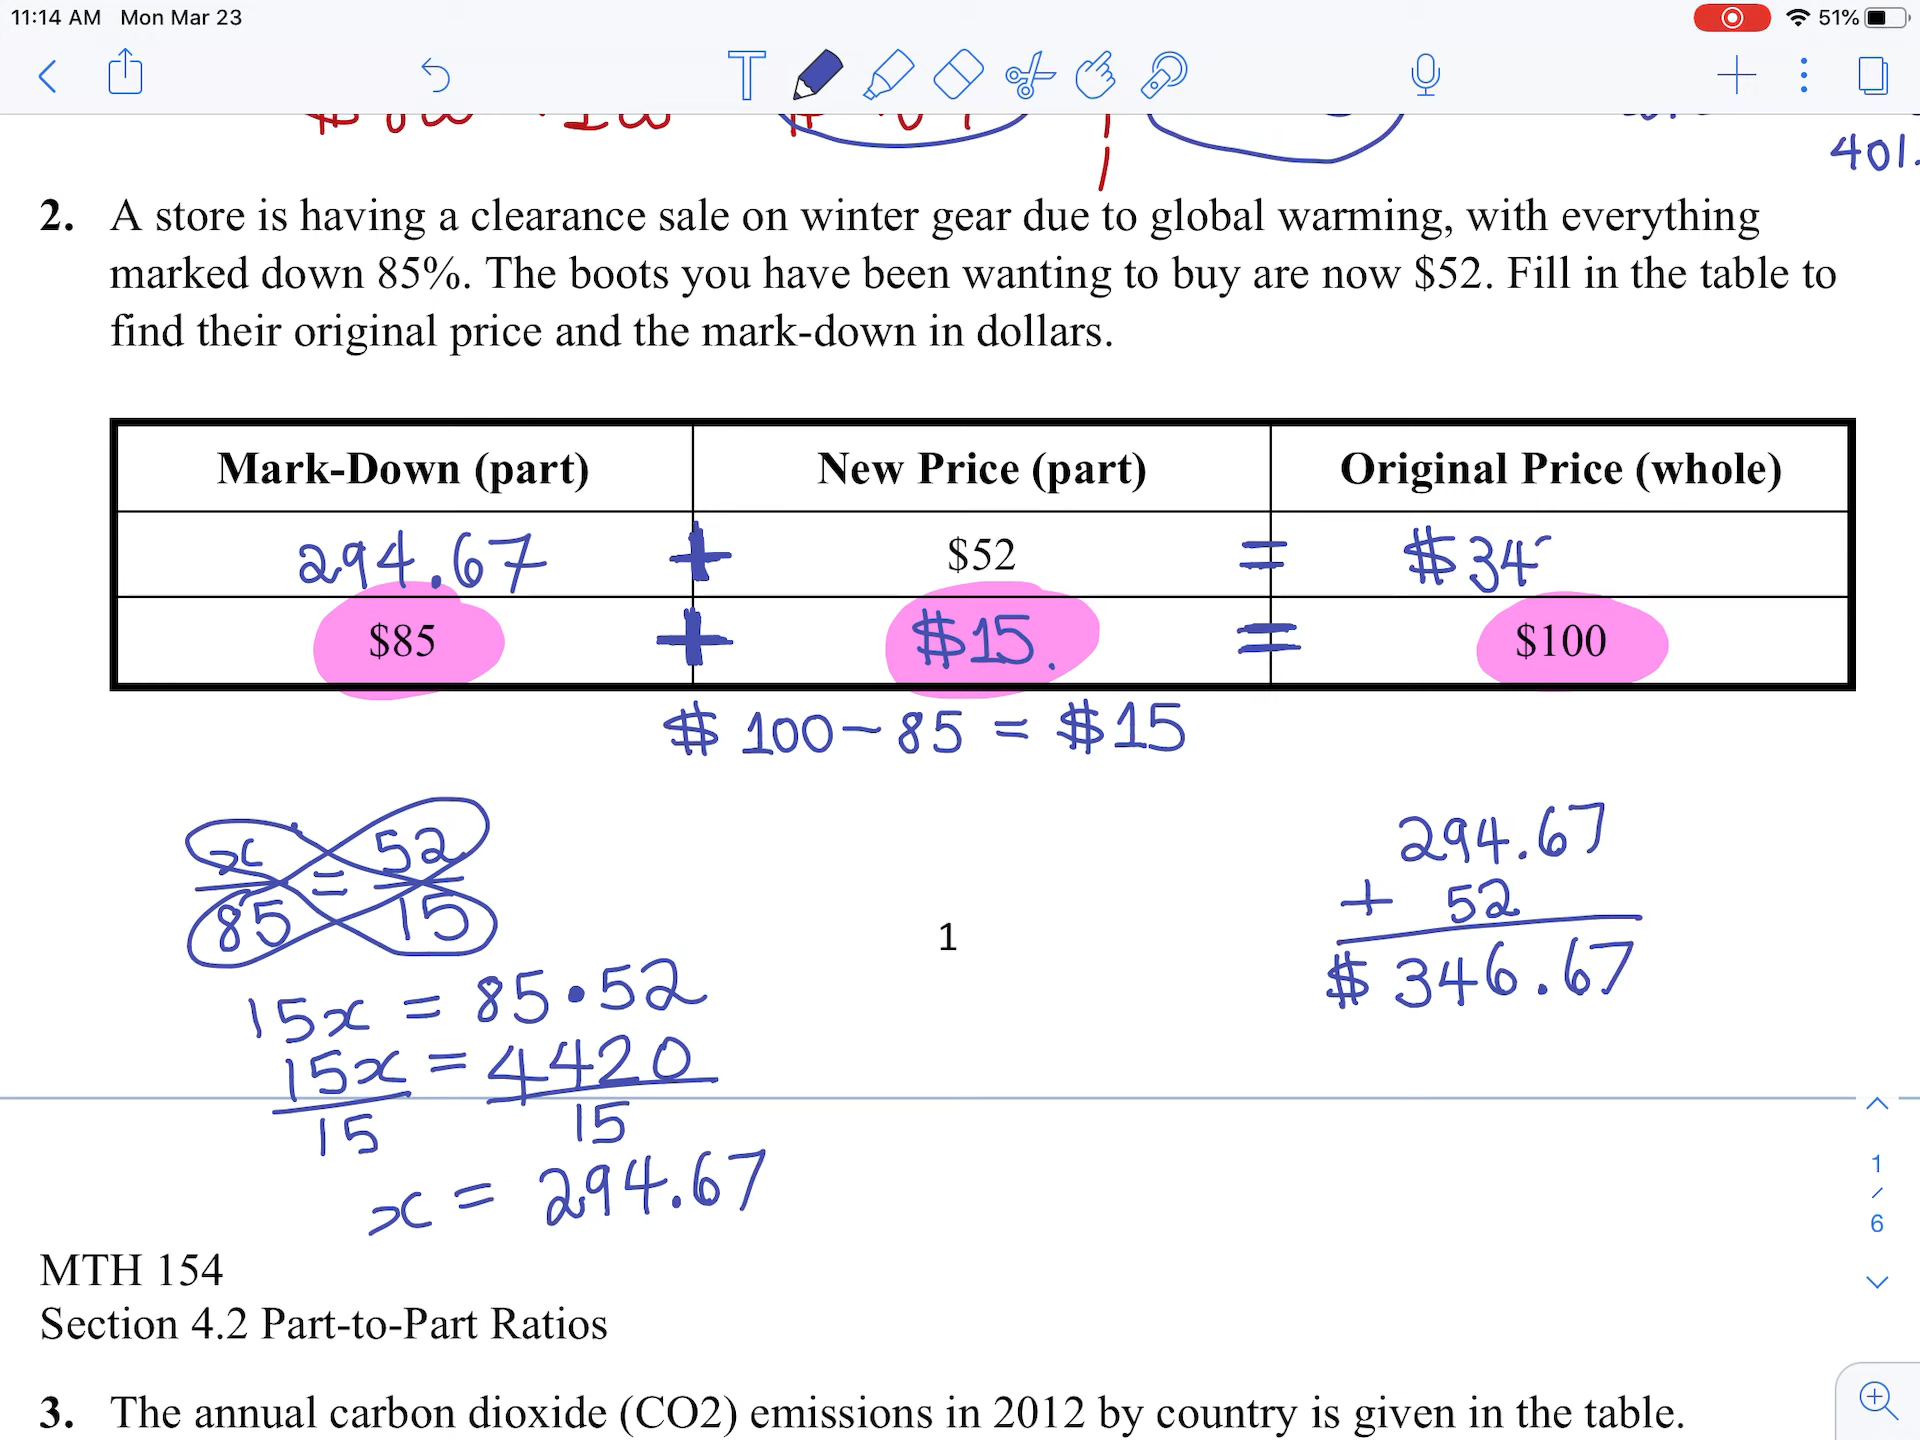 11:14 AM Mon Mar 23 51%
401.
2. A store is having a clearance sale on winter gear due to global warming, with everything
marked down 85%. The boots you have been wanting to buy are now $52. Fill in the table to
find their original price and the mark-down in dollars.
Mark-Down (part) New Price (part) Original Price (whole)
294.67 + $52 = $34
$85 + $15. = $100
$ 100 - 85 = $15
x/85 = 52/15
15x = 85•52
15x/15 = 4420/15
x = 294.67
294.67
+ 52
$ 346.67
1
1
/
6
MTH 154
Section 4.2 Part-to-Part Ratios
3. The annual carbon dioxide (CO2) emissions in 2012 by country is given in the table.